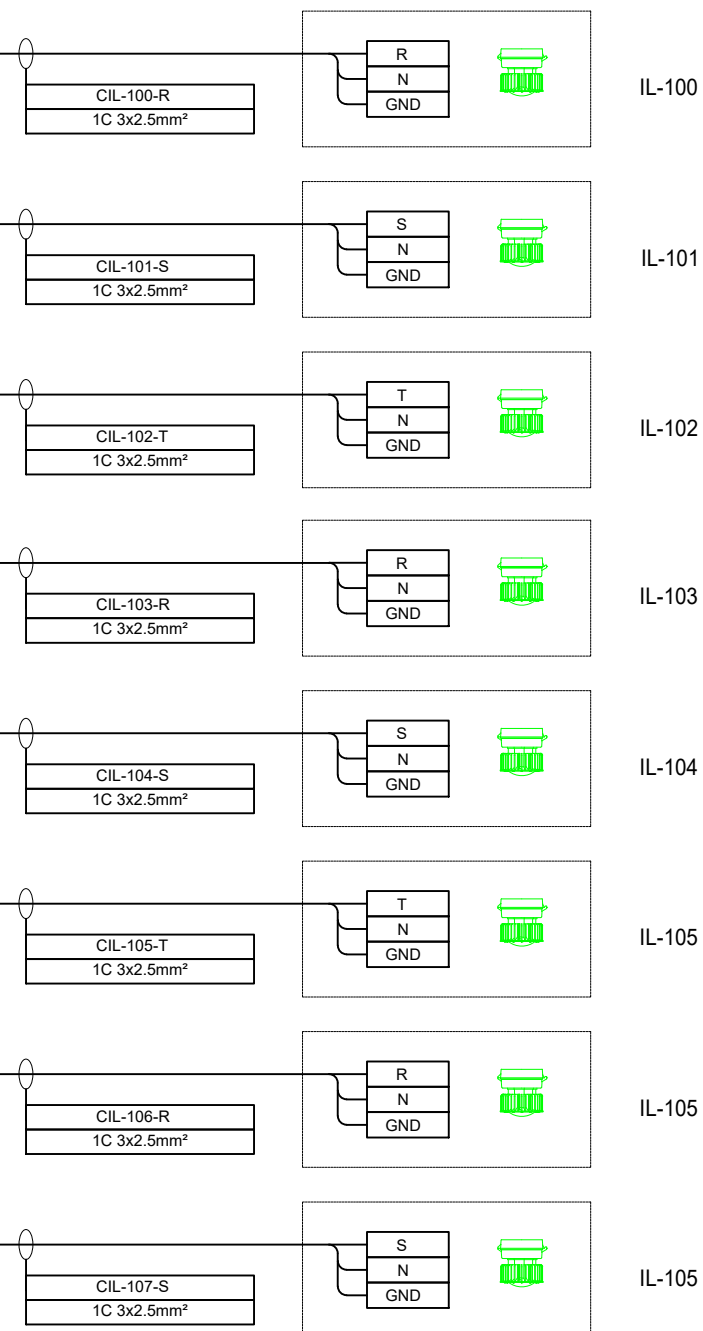 R
N
GND
IL-100
CIL-100-R
1C 3x2.5mm²
S
N
GND
IL-101
CIL-101-S
1C 3x2.5mm²
T
N
GND
IL-102
CIL-102-T
1C 3x2.5mm²
R
N
GND
IL-103
CIL-103-R
1C 3x2.5mm²
S
N
GND
IL-104
CIL-104-S
1C 3x2.5mm²
T
N
GND
IL-105
CIL-105-T
1C 3x2.5mm²
R
N
GND
IL-105
CIL-106-R
1C 3x2.5mm²
S
N
GND
IL-105
CIL-107-S
1C 3x2.5mm²